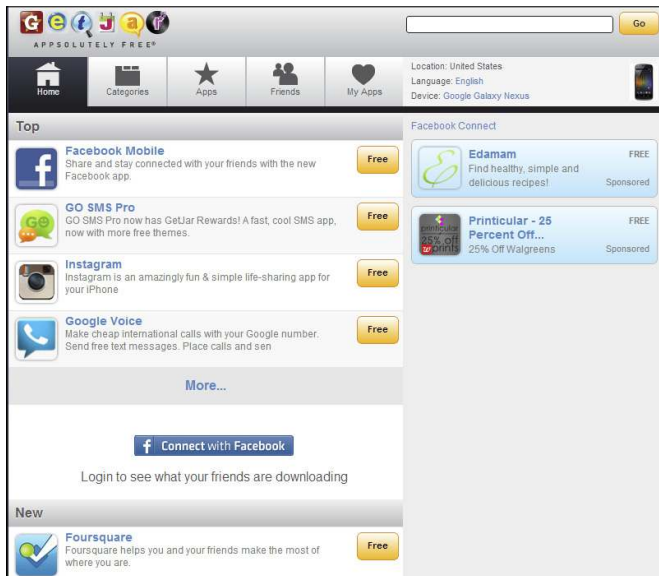 GetJar
APPSOLUTELY FREE®
Go
Home
Categories
Apps
Friends
My Apps
Location: United States
Language: English
Device: Google Galaxy Nexus
Top
Facebook Mobile
Share and stay connected with your friends with the new
Facebook app.
Free
GO SMS Pro
GO SMS Pro now has GetJar Rewards! A fast, cool SMS app,
now with more free themes.
Free
GO
Instagram
Instagram is an amazingly fun & simple life-sharing app for
your iPhone
Free
Google Voice
Make cheap international calls with your Google number.
Send free text messages. Place calls and sen
Free
More...
f Connect with Facebook
Login to see what your friends are downloading
New
Foursquare
Foursquare helps you and your friends make the most of
where you are.
Free
Facebook Connect
Edamam
FREE
Find healthy, simple and
delicious recipes!
Sponsored
printicular
25% off
prints
Printicular - 25
Percent Off...
FREE
25% Off Walgreens
Sponsored